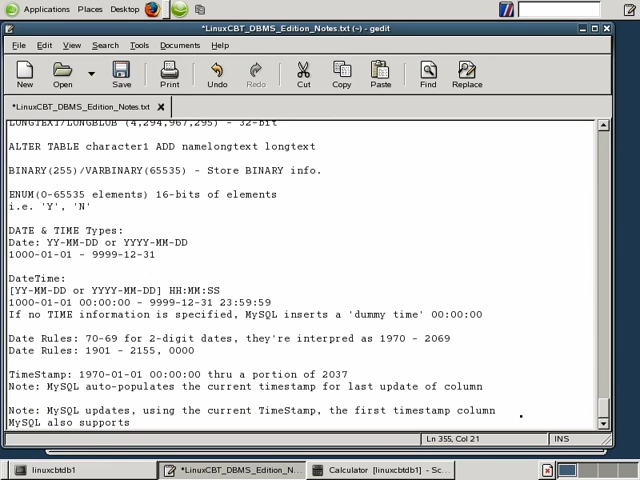 Applications Places Desktop
*LinuxCBT_DBMS_Edition_Notes.txt (~) - gedit
File Edit View Search Tools Documents Help
New Open Save Print Undo Redo Cut Copy Paste Find Replace
*LinuxCBT_DBMS_Edition_Notes.txt
LONGTEXT/LONGBLOB (4,294,967,295) - 32-bit
ALTER TABLE character1 ADD namelongtext longtext
BINARY(255)/VARBINARY(65535) - Store BINARY info.
ENUM(0-65535 elements) 16-bits of elements
i.e. 'Y', 'N'
DATE & TIME Types:
Date: YY-MM-DD or YYYY-MM-DD
1000-01-01 - 9999-12-31
DateTime:
[YY-MM-DD or YYYY-MM-DD] HH:MM:SS
1000-01-01 00:00:00 - 9999-12-31 23:59:59
If no TIME information is specified, MySQL inserts a 'dummy time' 00:00:00
Date Rules: 70-69 for 2-digit dates, they're interpred as 1970 - 2069
Date Rules: 1901 - 2155, 0000
TimeStamp: 1970-01-01 00:00:00 thru a portion of 2037
Note: MySQL auto-populates the current timestamp for last update of column
Note: MySQL updates, using the current TimeStamp, the first timestamp column
MySQL also supports
Ln 355, Col 21 INS
linuxcbtdb1 *LinuxCBT_DBMS_Edition_N... Calculator [linuxcbtdb1] - Sc...